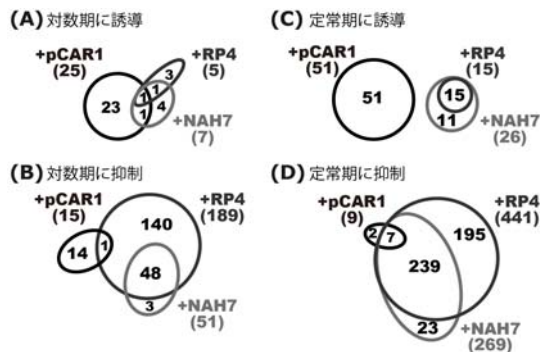 (A) 対数期に誘導
+pCAR1
(25)
+RP4
(5)
23
1
1
3
1
4
+NAH7
(7)
(C) 定常期に誘導
+pCAR1
(51)
+RP4
(15)
51
15
11
+NAH7
(26)
(B) 対数期に抑制
+pCAR1
(15)
+RP4
(189)
140
14
1
48
3
+NAH7
(51)
(D) 定常期に抑制
+pCAR1
(9)
+RP4
(441)
2
7
195
239
23
+NAH7
(269)